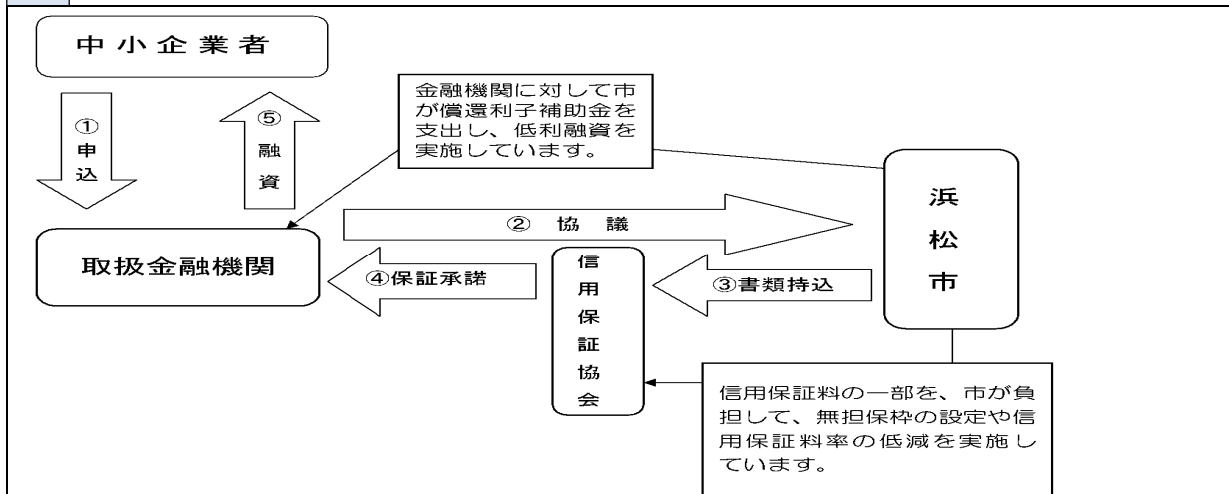 中小企業者
①申込
⑤融資
金融機関に対して市
が償還利子補助金を
支出し、低利融資を
実施しています。
浜松市
② 協議
取扱金融機関
④保証承諾
信用保証協会
③書類持込
信用保証料の一部を、市が負
担して、無担保枠の設定や信
用保証料率の低減を実施し
ています。